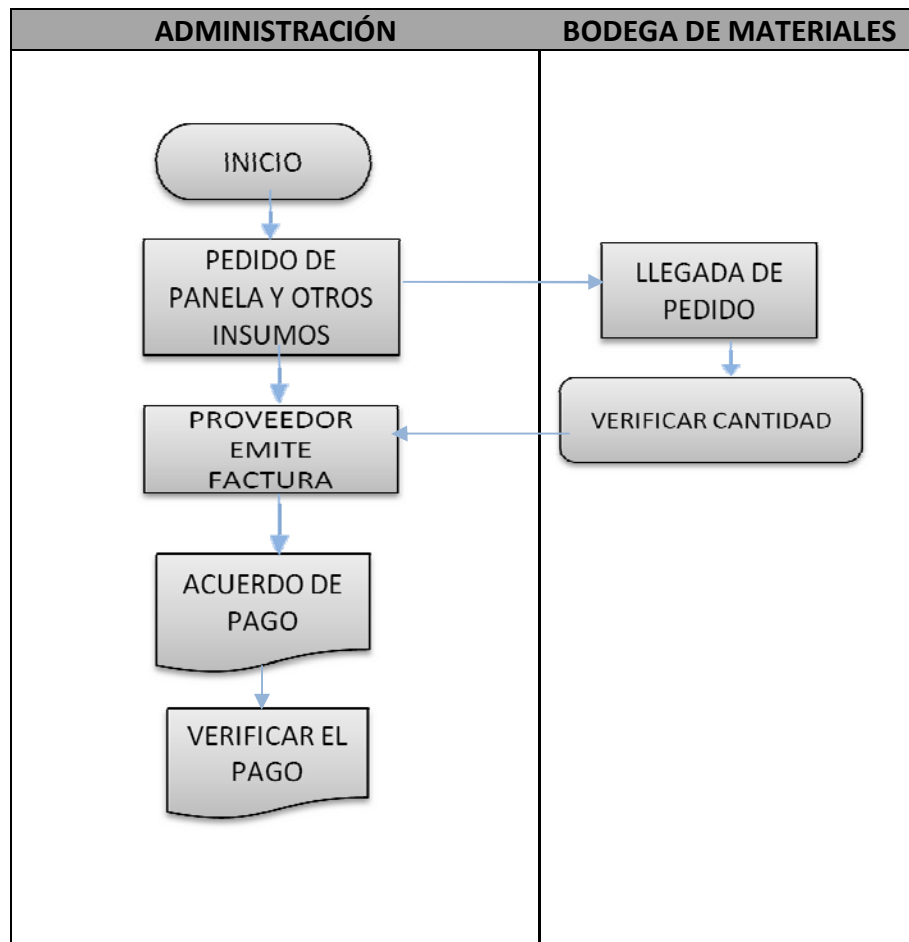 ADMINISTRACIÓN
BODEGA DE MATERIALES
INICIO
PEDIDO DE
PANELA Y OTROS
INSUMOS
LLEGADA DE
PEDIDO
VERIFICAR CANTIDAD
PROVEEDOR
EMITE
FACTURA
ACUERDO DE
PAGO
VERIFICAR EL
PAGO